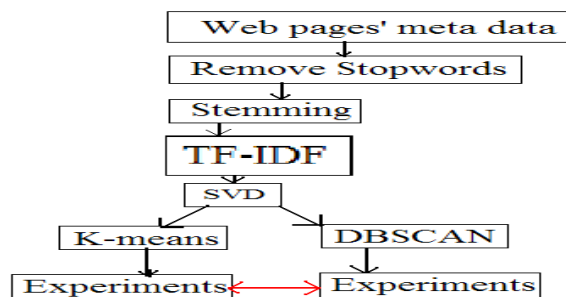 Web pages' meta data
Remove Stopwords
Stemming
TF-IDF
SVD
K-means
DBSCAN
Experiments
Experiments